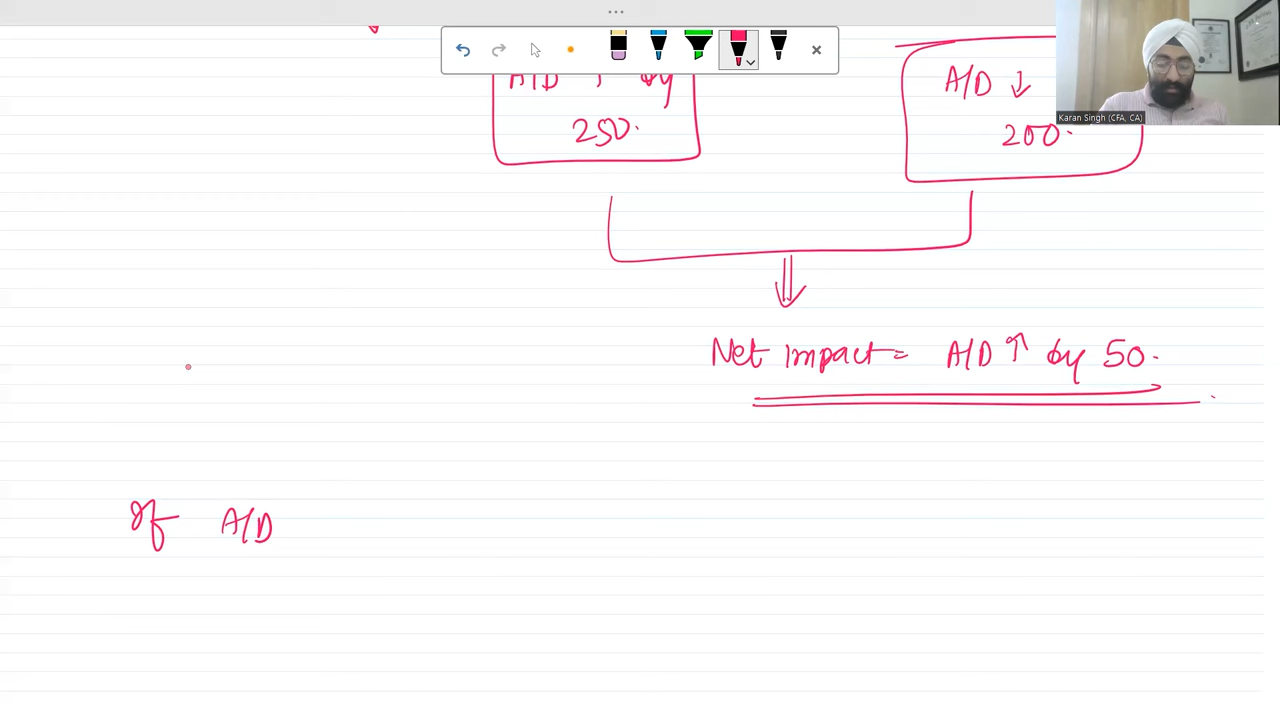 A/D ↑ by
250.
A/D ↓
200.
Karan Singh (CFA, CA)
Net impact = A/D ↑ by 50.
If A/D